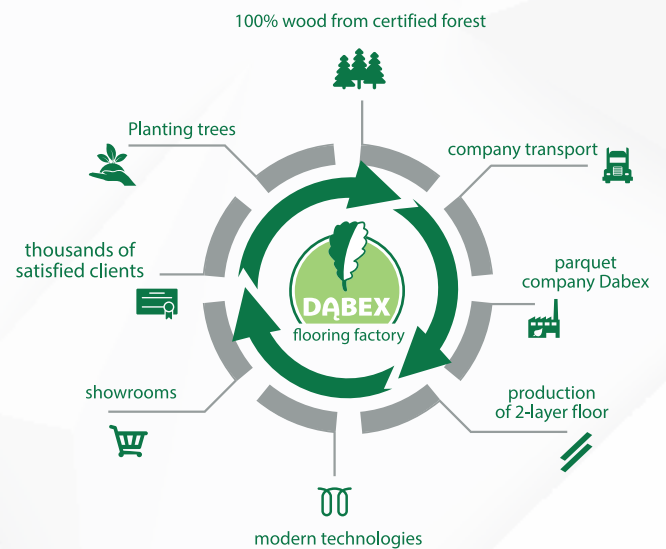 100% wood from certified forest
Planting trees
company transport
thousands of
satisfied clients
parquet
company Dabex
DĄBEX
flooring factory
showrooms
production
of 2-layer floor
modern technologies